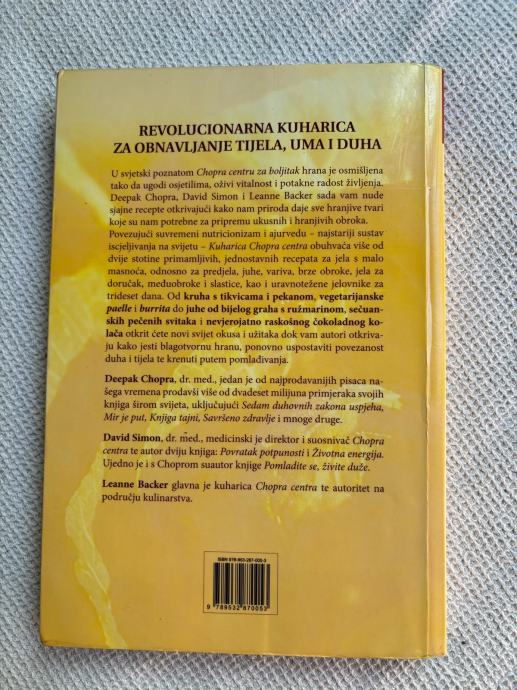 REVOLUCIONARNA KUHARICA
ZA OBNAVLJANJE TIJELA, UMA I DUHA
U svjetski poznatom Chopra centru za boljitak hrana je osmišljena
tako da ugodi osjetilima, oživi vitalnost i potakne radost življenja.
Deepak Chopra, David Simon i Leanne Backer sada vam nude
sjajne recepte otkrivajući kako nam priroda daje sve hranjive tvari
koje su nam potrebne za pripremu ukusnih i hranjivih obroka.
Povezujući suvremeni nutricionizam i ajurvedu – najstariji sustav
iscjeljivanja na svijetu – Kuharica Chopra centra obuhvaća više od
dvije stotine primamljivih, jednostavnih recepata za jela s malo
masnoća, odnosno za predjela, juhe, variva, brze obroke, jela za
doručak, međuobroke i slastice, kao i uravnotežene jelovnike za
trideset dana. Od kruha s tikvicama i pekanom, vegetarijanske
paelle i burrita do juhe od bijelog graha s ružmarinom, sečuan-
skih pečenih svitaka i nevjerojatno raskošnog čokoladnog ko-
lača otkrit ćete novi svijet okusa i užitaka dok vam autori otkriva-
ju kako jesti blagotvornu hranu, ponovno uspostaviti povezanost
duha i tijela te krenuti putem pomlađivanja.
Deepak Chopra, dr. med., jedan je od najprodavanijih pisaca na-
šega vremena prodavši više od dvadeset milijuna primjeraka svojih
knjiga širom svijeta, uključujući Sedam duhovnih zakona uspjeha,
Mir je put, Knjiga tajni, Savršeno zdravlje i mnoge druge.
David Simon, dr. med., medicinski je direktor i suosnivač Chopra
centra te autor dviju knjiga: Povratak potpunosti i Životna energija.
Ujedno je i s Choprom suautor knjige Pomladite se, živite duže.
Leanne Backer glavna je kuharica Chopra centra te autoritet na
području kulinarstva.
ISBN 978-953-287-005-3
9 789532 870053